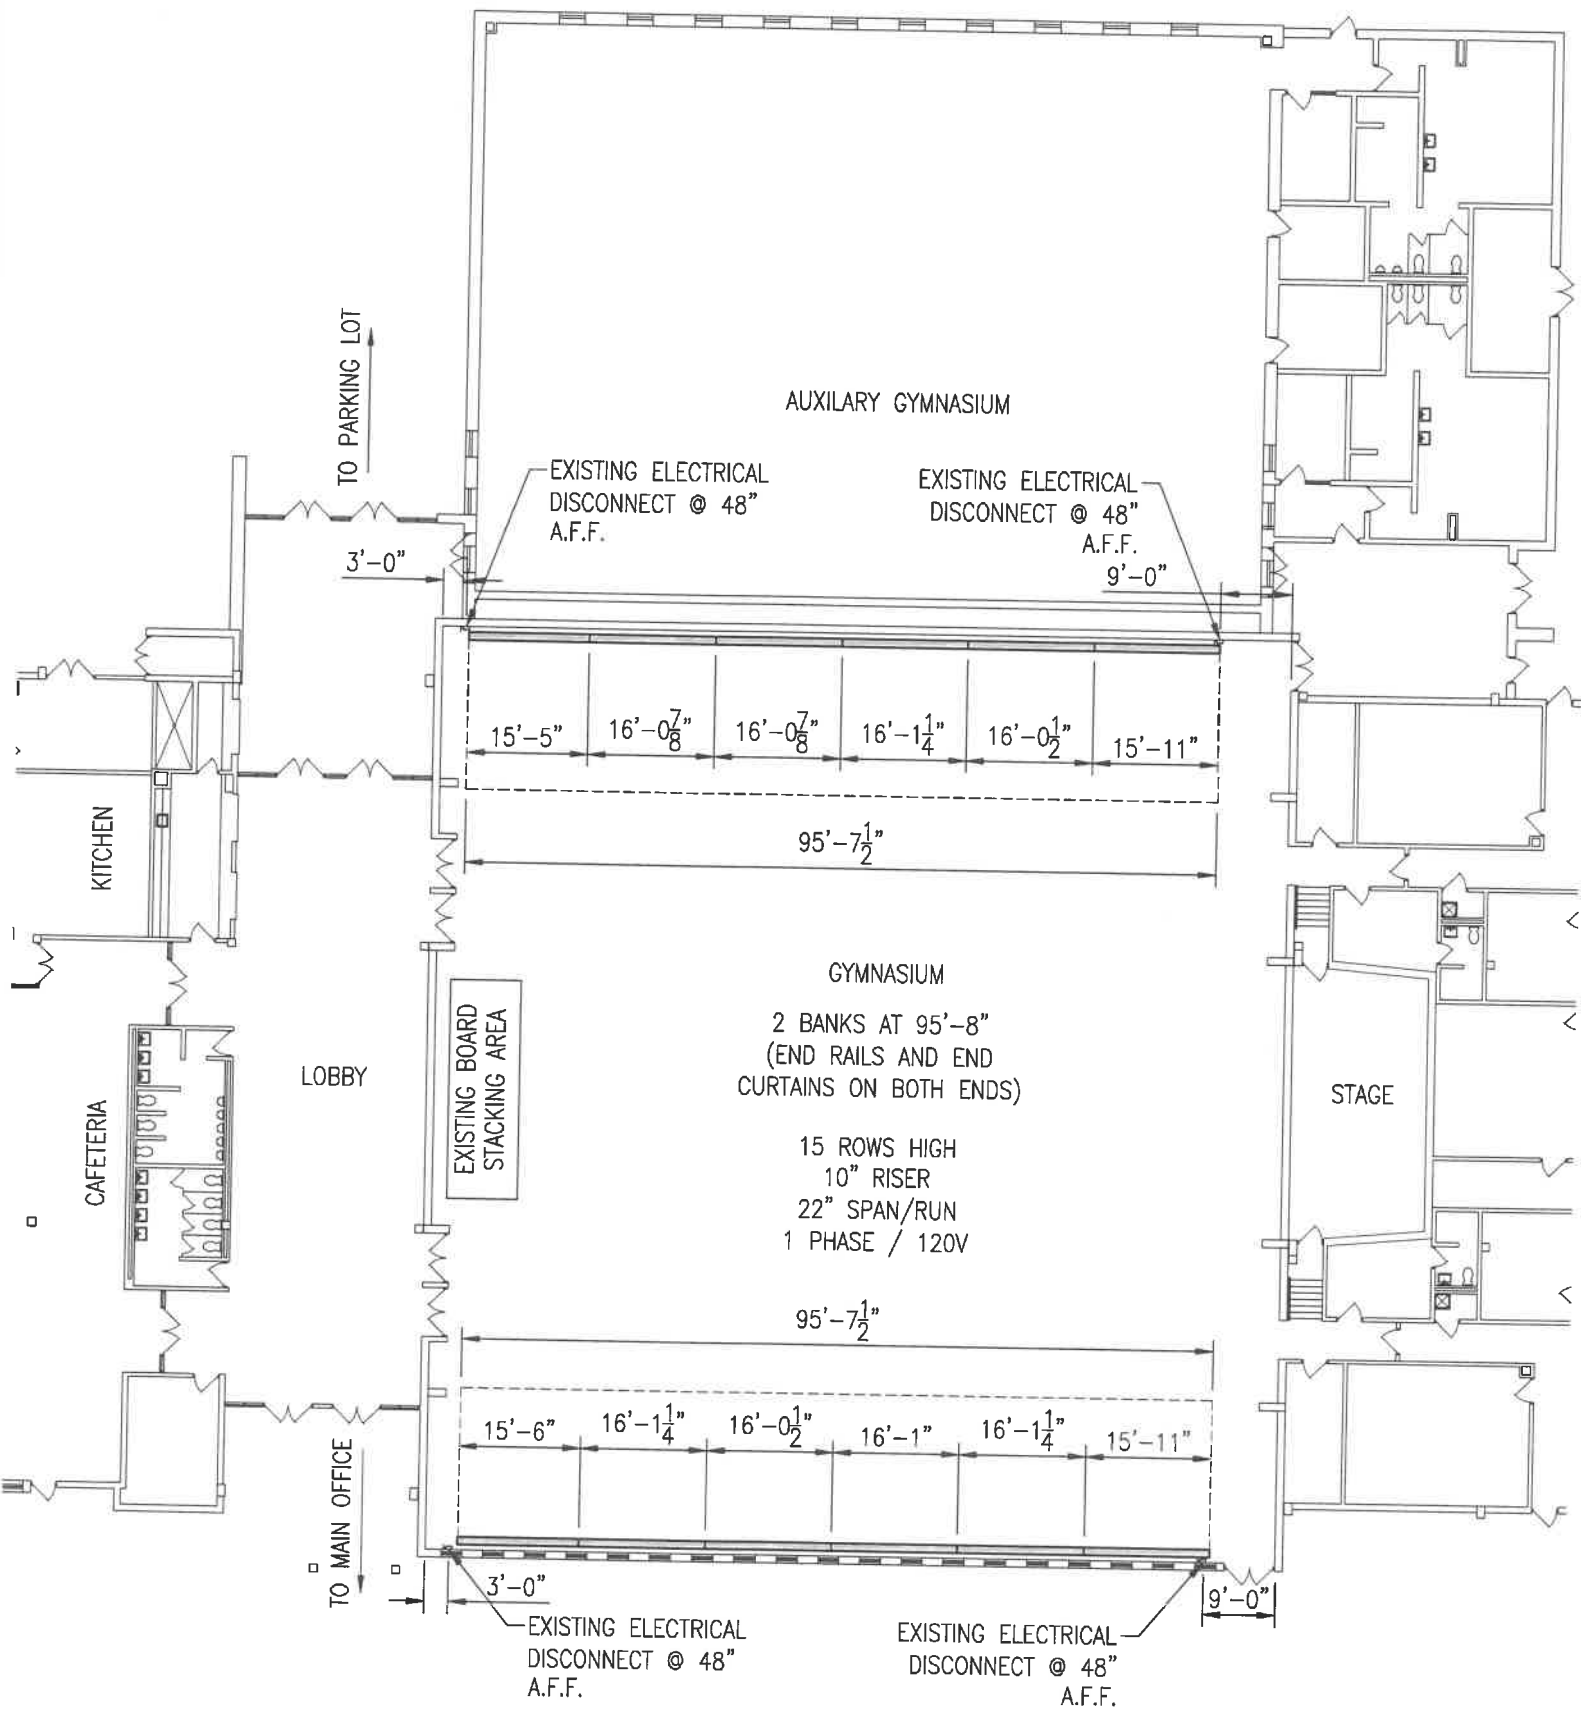 TO PARKING LOT
AUXILARY GYMNASIUM
EXISTING ELECTRICAL
DISCONNECT @ 48"
A.F.F.
EXISTING ELECTRICAL
DISCONNECT @ 48"
A.F.F.
3'-0"
9'-0"
15'-5"
16'-0 7/8"
16'-0 7/8"
16'-1 1/4"
16'-0 1/2"
15'-11"
95'-7 1/2"
KITCHEN
GYMNASIUM
2 BANKS AT 95'-8"
(END RAILS AND END
CURTAINS ON BOTH ENDS)
15 ROWS HIGH
10" RISER
22" SPAN/RUN
1 PHASE / 120V
EXISTING BOARD
STACKING AREA
LOBBY
CAFETERIA
STAGE
95'-7 1/2"
15'-6"
16'-1 1/4"
16'-0 1/2"
16'-1"
16'-1 1/4"
15'-11"
TO MAIN OFFICE
3'-0"
9'-0"
EXISTING ELECTRICAL
DISCONNECT @ 48"
A.F.F.
EXISTING ELECTRICAL
DISCONNECT @ 48"
A.F.F.